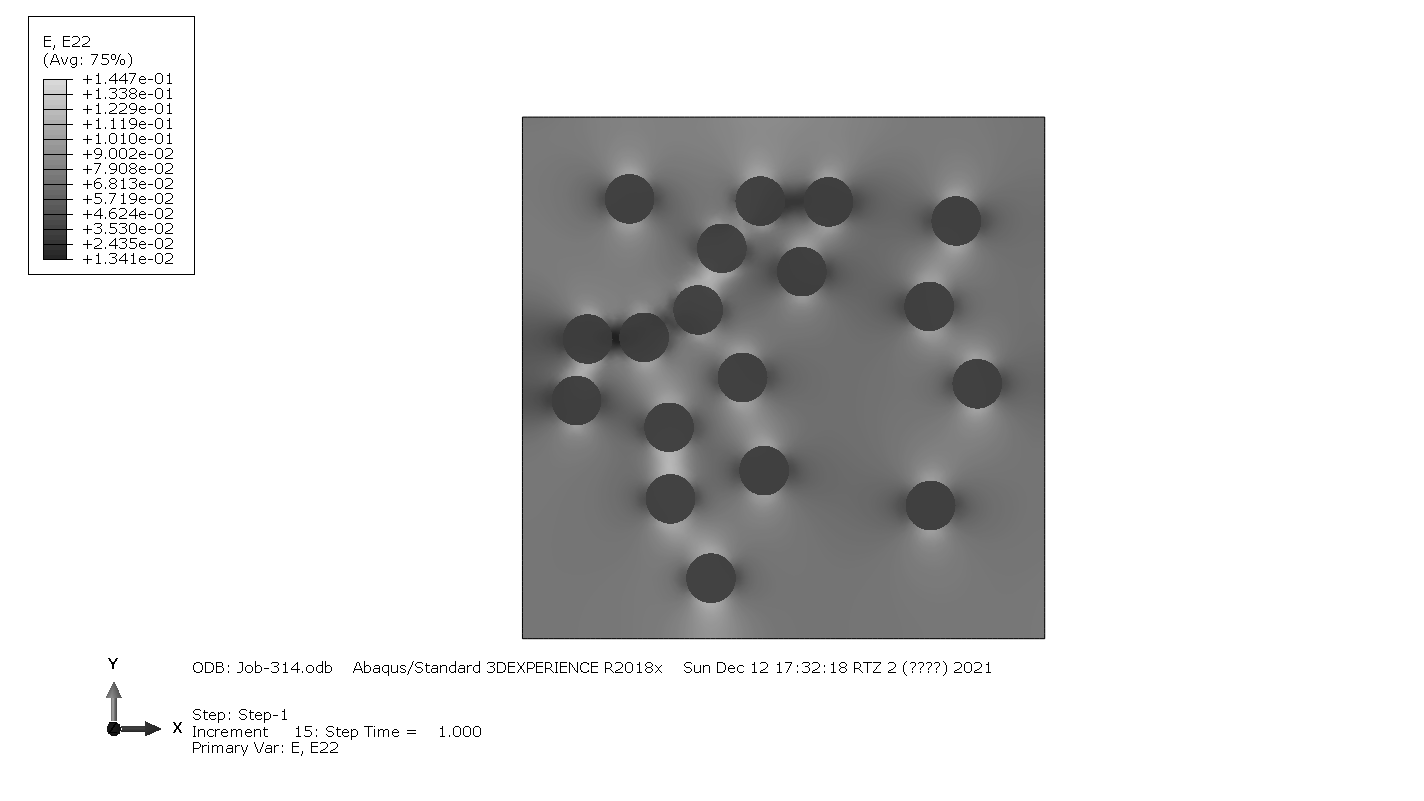 E, E22
(Avg: 75%)
+1.447e-01
+1.338e-01
+1.229e-01
+1.119e-01
+1.010e-01
+9.002e-02
+7.908e-02
+6.813e-02
+5.719e-02
+4.624e-02
+3.530e-02
+2.435e-02
+1.341e-02
Y
X
ODB: Job-314.odb Abaqus/Standard 3DEXPERIENCE R2018x Sun Dec 12 17:32:18 RTZ 2 (????) 2021
Step: Step-1
Increment 15: Step Time = 1.000
Primary Var: E, E22